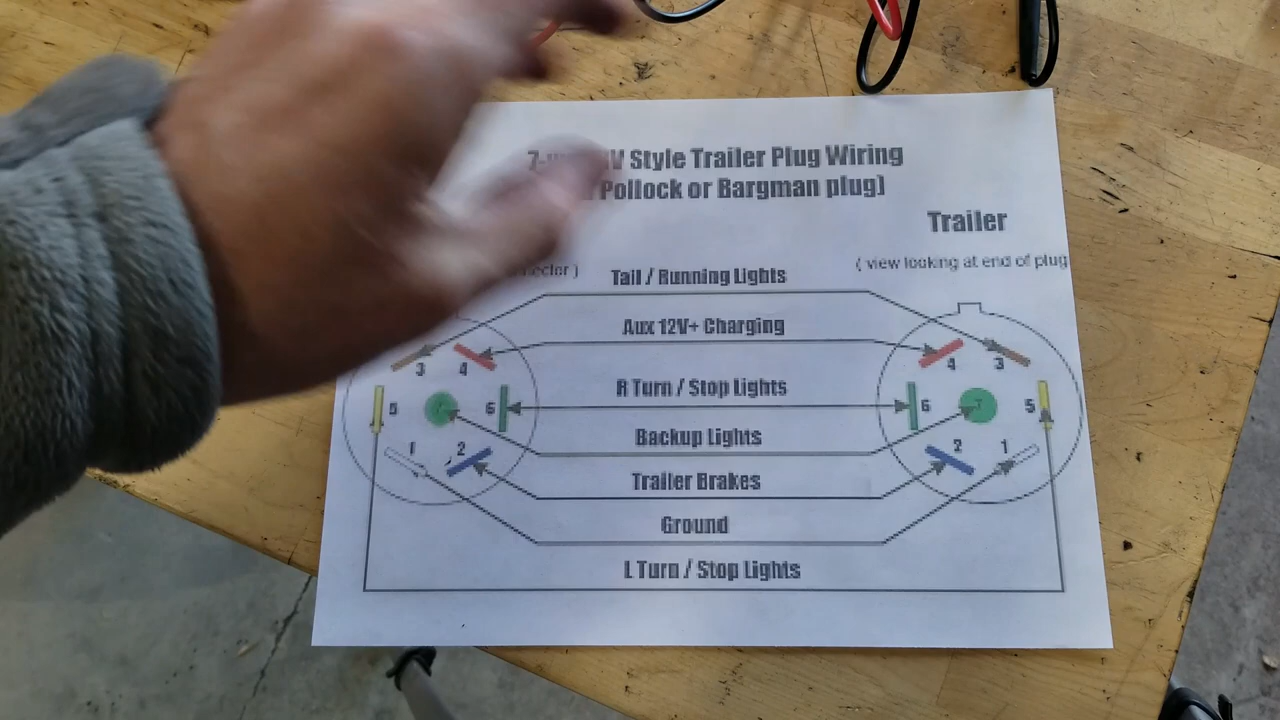 V Style Trailer Plug Wiring
Pollock or Bargman plug)
Trailer
( view looking at end of plug
Tail / Running Lights
Aux 12V+ Charging
3 4 4 3
R Turn / Stop Lights
5 6 6 7 5
Backup Lights
1 2 2 1
Trailer Brakes
Ground
L Turn / Stop Lights